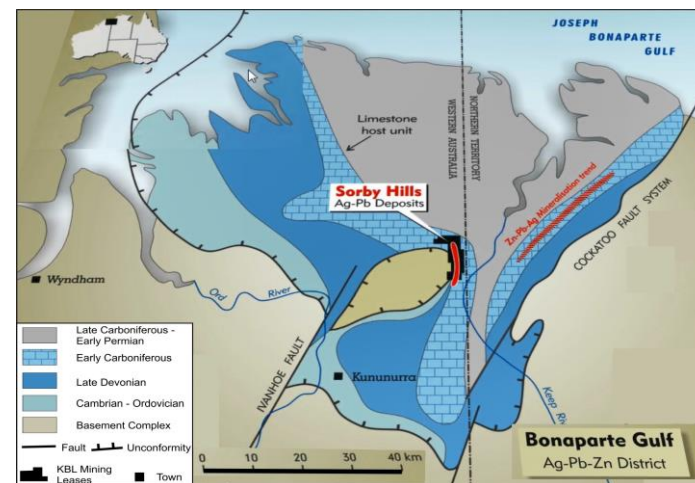 JOSEPH
BONAPARTE
GULF
Limestone
host unit
WESTERN AUSTRALIA
NORTHERN TERRITORY
Sorby Hills
Ag-Pb Deposits
Zn-Pb-Ag Mineralisation trend
COCKATOO FAULT SYSTEM
Wyndham
Ord River
IVANHOE FAULT
Kununurra
Keep River
Late Carboniferous -
Early Permian
Early Carboniferous
Late Devonian
Cambrian - Ordovician
Basement Complex
Fault
Unconformity
KBL Mining
Leases
Town
0 10 20 30 40 km
Bonaparte Gulf
Ag-Pb-Zn District